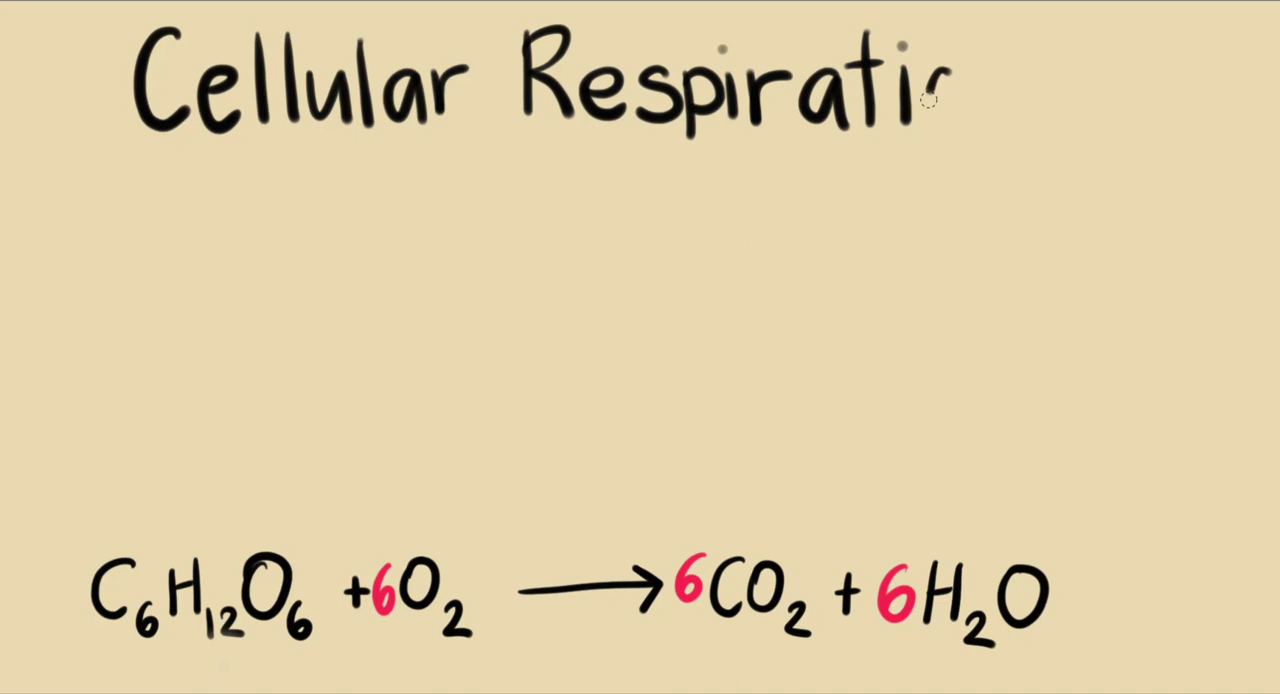 Cellular Respirati
C₆H₁₂O₆ +6O₂ ⟶ 6CO₂ + 6H₂O